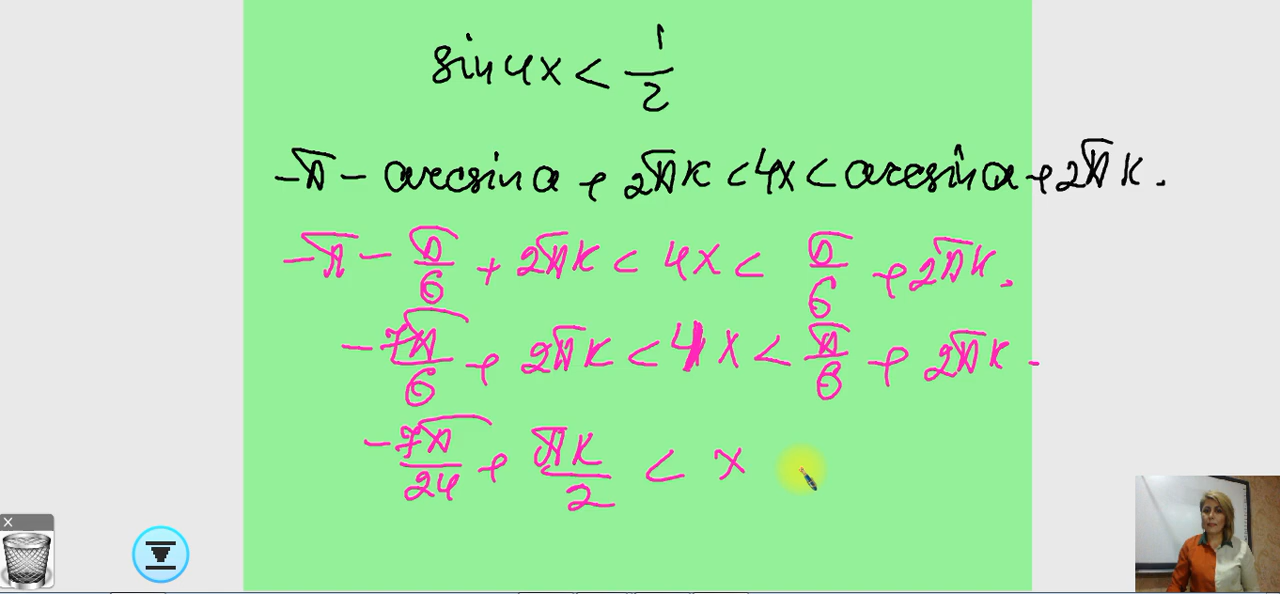 sin4x < 1/2
-π - arcsin a + 2πk < 4x < arcsin a + 2πk.
-π - π/6 + 2πk < 4x < π/6 + 2πk.
-7π/6 + 2πk < 4x < π/6 + 2πk.
-7π/24 + πk/2 < x